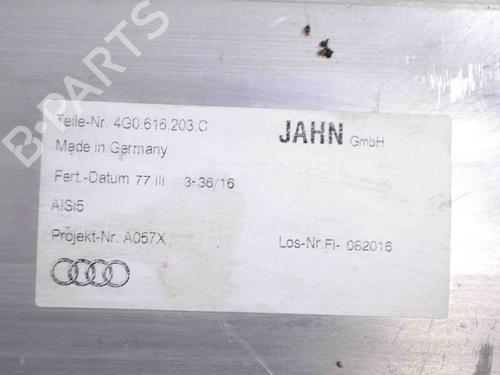 B-PARTS
Teile-Nr. 4G0.616.203.C
JAHN GmbH
Made in Germany
Fert.-Datum 77 III 3-36/16
AlSi5
Projekt-Nr. A057X
Los-Nr.Fl- 082016